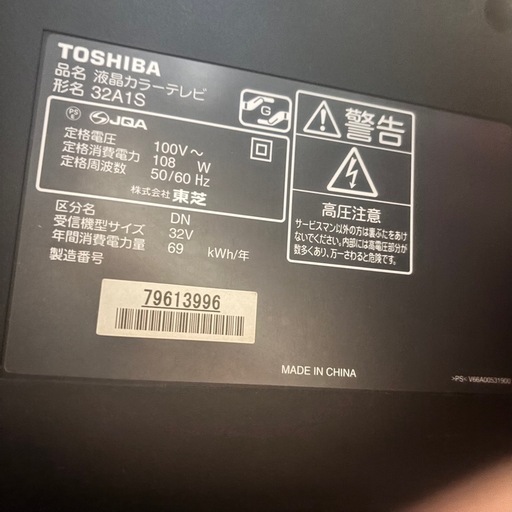 TOSHIBA
品名 液晶カラーテレビ
形名 32A1S
PS E JQA
定格電圧 100V～
定格消費電力 108 W
定格周波数 50/60 Hz
株式会社 東芝
区分名 DN
受信機型サイズ 32V
年間消費電力量 69 kWh/年
製造番号
79613996
G
警告
高圧注意
サービスマン以外の方は裏ぶたをあけ
ないでください。内部には高電圧部分が
数多くあり、万一さわると危険です。
MADE IN CHINA
>PS< V66A00531900